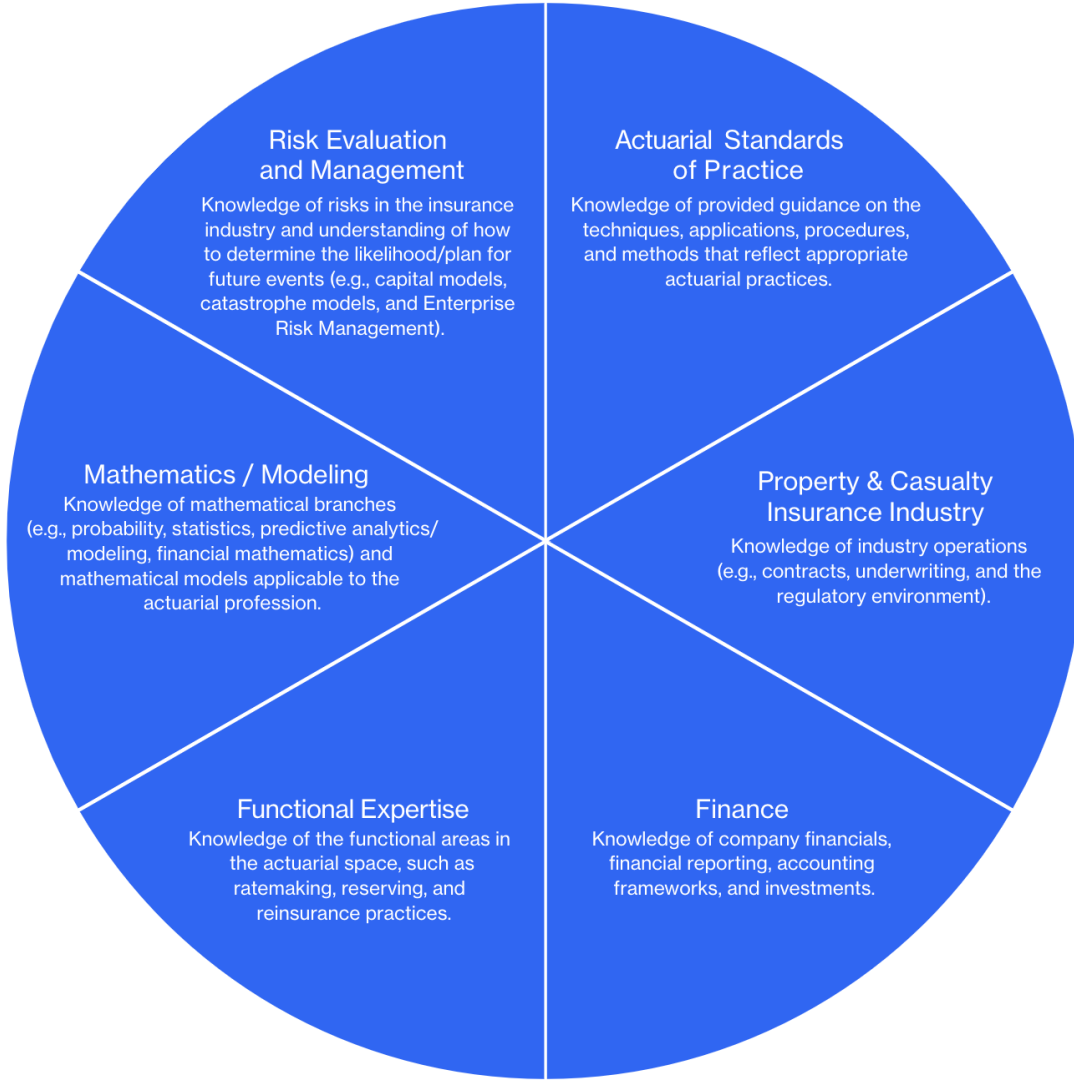 Risk Evaluation
and Management
Knowledge of risks in the insurance
industry and understanding of how
to determine the likelihood/plan for
future events (e.g., capital models,
catastrophe models, and Enterprise
Risk Management).
Actuarial Standards
of Practice
Knowledge of provided guidance on the
techniques, applications, procedures,
and methods that reflect appropriate
actuarial practices.
Mathematics / Modeling
Knowledge of mathematical branches
(e.g., probability, statistics, predictive analytics/
modeling, financial mathematics) and
mathematical models applicable to the
actuarial profession.
Property & Casualty
Insurance Industry
Knowledge of industry operations
(e.g., contracts, underwriting, and the
regulatory environment).
Functional Expertise
Knowledge of the functional areas in
the actuarial space, such as
ratemaking, reserving, and
reinsurance practices.
Finance
Knowledge of company financials,
financial reporting, accounting
frameworks, and investments.